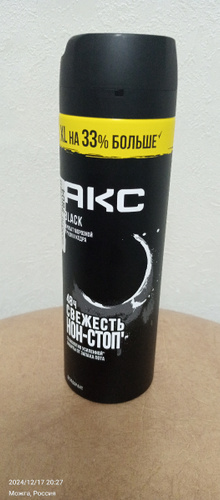 XL НА 33% БОЛЬШЕ
АКС
BLACK
48Ч
СВЕЖЕСТЬ
НОН-СТОП
2024/12/17 20:27
Можга, Россия